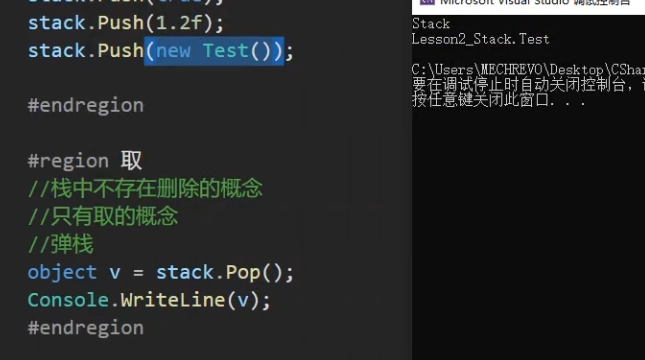 stack.Push(true);
stack.Push(1.2f);
stack.Push(new Test());
#endregion
#region 取
//栈中不存在删除的概念
//只有取的概念
//弹栈
object v = stack.Pop();
Console.WriteLine(v);
#endregion
Microsoft Visual Studio 调试控制台
Stack
Lesson2_Stack.Test
C:\Users\MECHREVO\Desktop\CShar
要在调试停止时自动关闭控制台，
按任意键关闭此窗口. . .